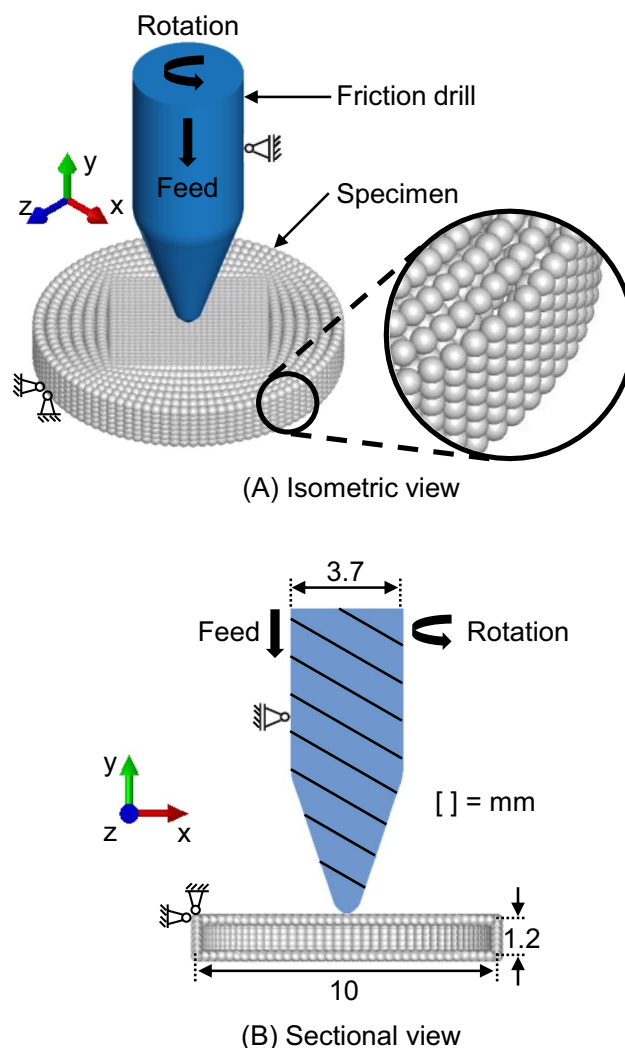 Rotation
Friction drill
Feed
y
z
x
Specimen
(A) Isometric view
3.7
Feed
Rotation
y
z
x
[ ] = mm
1.2
10
(B) Sectional view